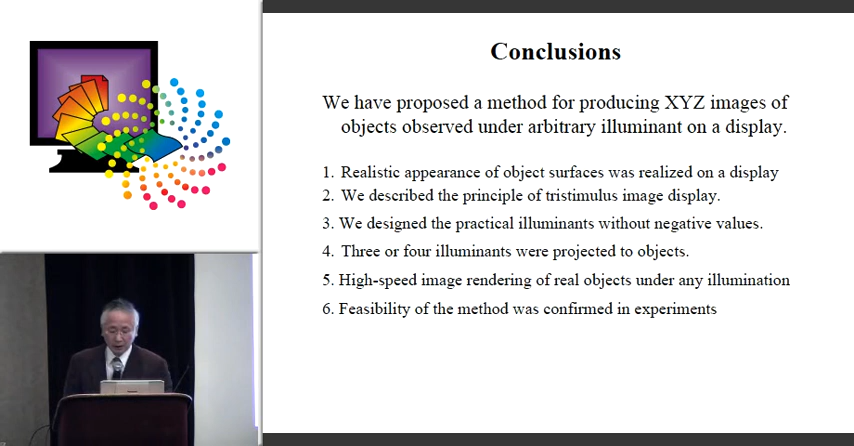 Conclusions
We have proposed a method for producing XYZ images of
objects observed under arbitrary illuminant on a display.
1. Realistic appearance of object surfaces was realized on a display
2. We described the principle of tristimulus image display.
3. We designed the practical illuminants without negative values.
4. Three or four illuminants were projected to objects.
5. High-speed image rendering of real objects under any illumination
6. Feasibility of the method was confirmed in experiments